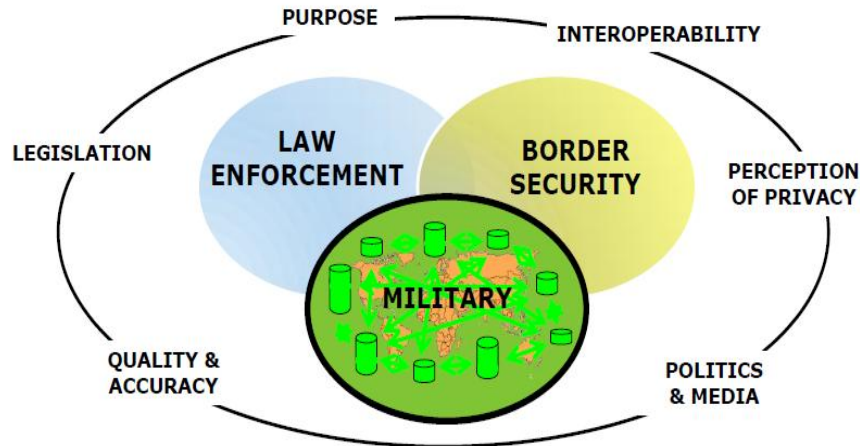 PURPOSE
INTEROPERABILITY
LAW
ENFORCEMENT
BORDER
SECURITY
LEGISLATION
PERCEPTION
OF PRIVACY
MILITARY
QUALITY &
ACCURACY
POLITICS
& MEDIA